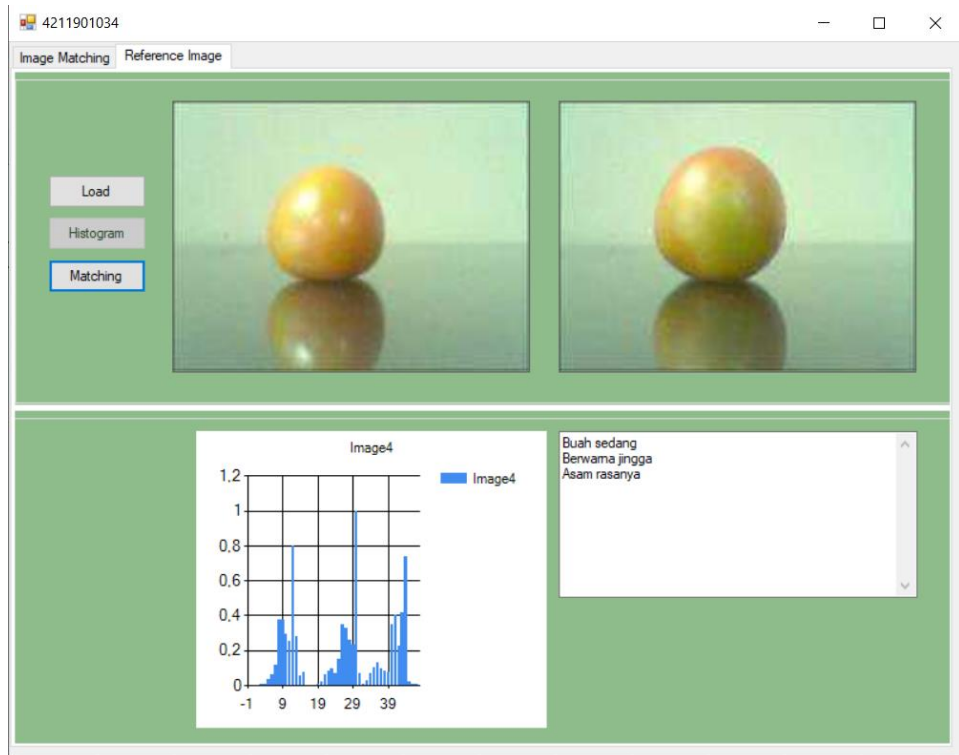 4211901034
Image Matching
Reference Image
Load
Histogram
Matching
Image4
Image4
1,2
1
0,8
0,6
0,4
0,2
0
-1 9 19 29 39
Buah sedang
Berwarna jingga
Asam rasanya